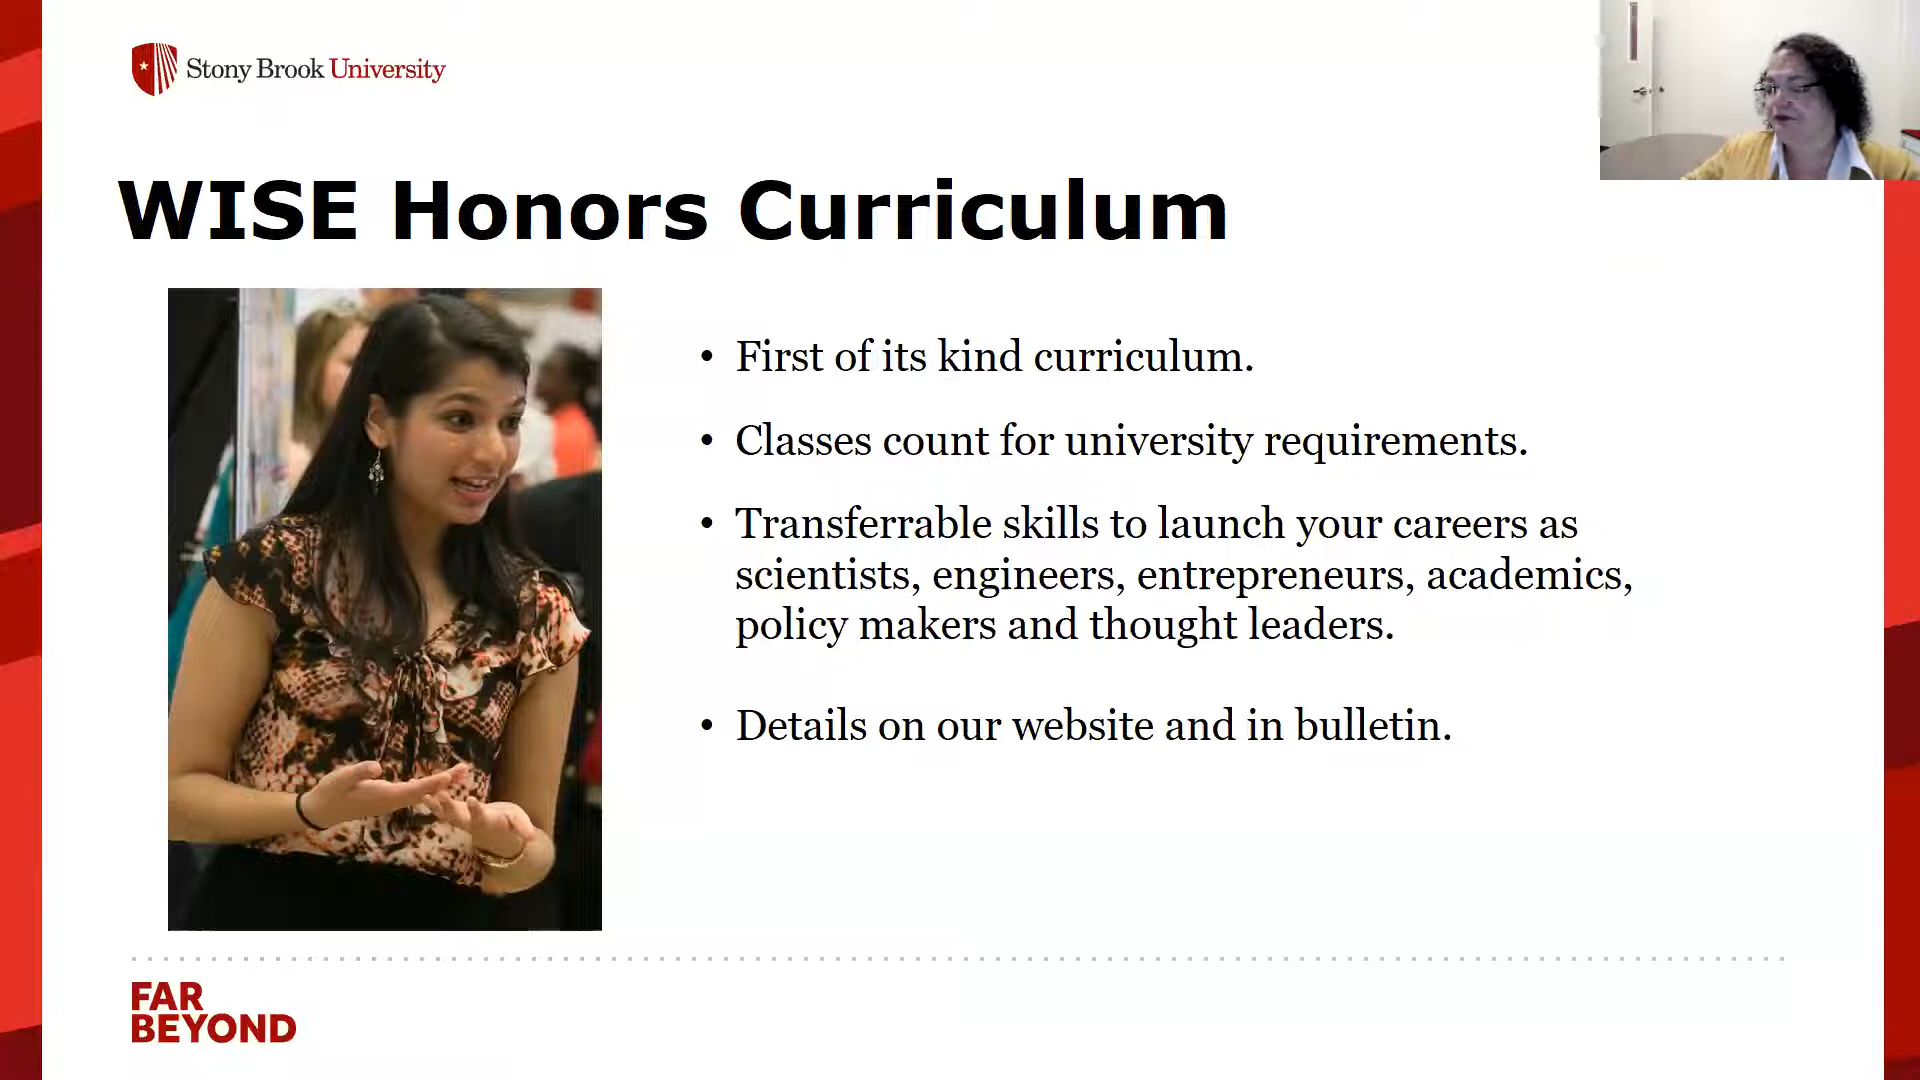 Stony Brook University
WISE Honors Curriculum
• First of its kind curriculum.
• Classes count for university requirements.
• Transferrable skills to launch your careers as
scientists, engineers, entrepreneurs, academics,
policy makers and thought leaders.
• Details on our website and in bulletin.
FAR
BEYOND